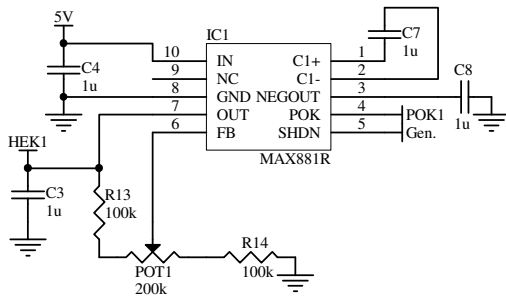 5V
IC1
C7
1u
10 IN C1+ 1
9 NC C1- 2
8 GND NEGOUT 3
7 OUT POK 4 POK1
6 FB SHDN 5 Gen.
MAX881R
C4
1u
C8
1u
HEK1
C3
1u
R13
100k
POT1
200k
R14
100k